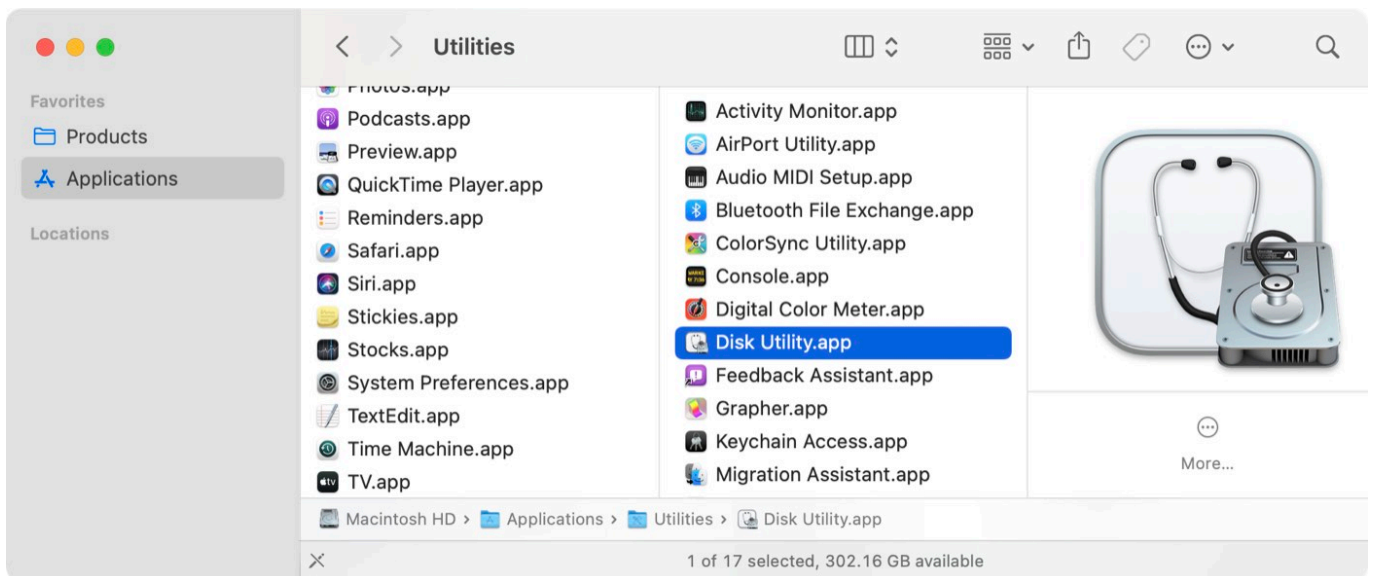 Utilities
Favorites
Products
Applications
Locations
Photos.app
Podcasts.app
Preview.app
QuickTime Player.app
Reminders.app
Safari.app
Siri.app
Stickies.app
Stocks.app
System Preferences.app
TextEdit.app
Time Machine.app
TV.app
Activity Monitor.app
AirPort Utility.app
Audio MIDI Setup.app
Bluetooth File Exchange.app
ColorSync Utility.app
Console.app
Digital Color Meter.app
Disk Utility.app
Feedback Assistant.app
Grapher.app
Keychain Access.app
Migration Assistant.app
More...
Macintosh HD › Applications › Utilities › Disk Utility.app
1 of 17 selected, 302.16 GB available